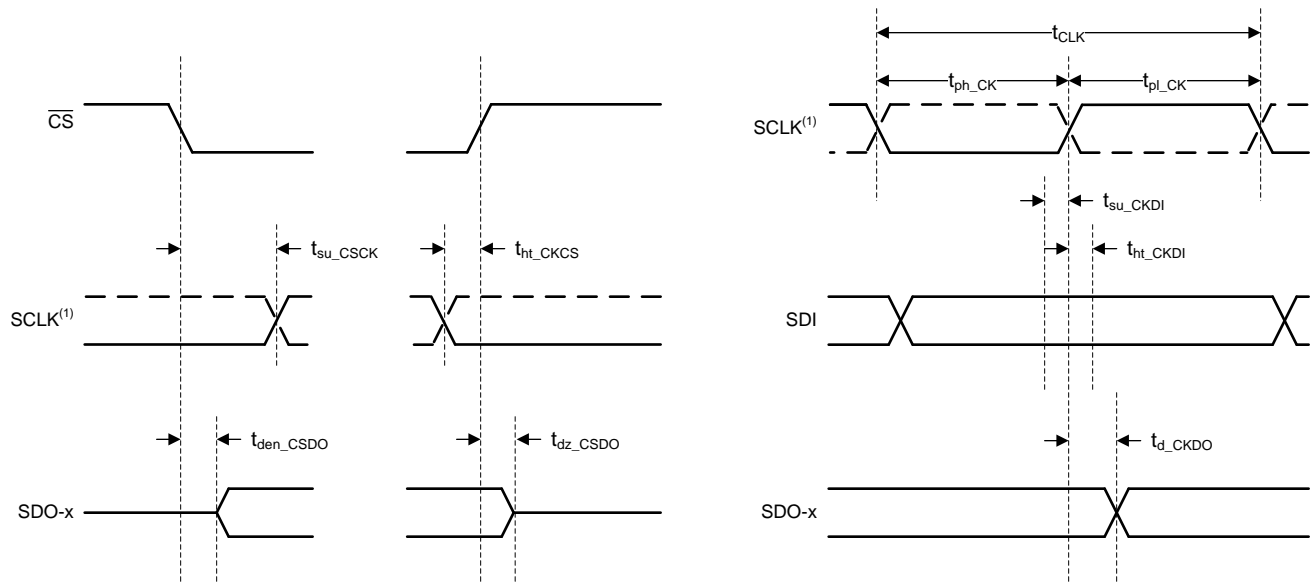 t_CLK
t_ph_CK t_pl_CK
CS
SCLK(1)
t_su_CKDI
t_su_CSCK t_ht_CKCS t_ht_CKDI
SCLK(1) SDI
t_den_CSDO t_dz_CSDO t_d_CKDO
SDO-x SDO-x